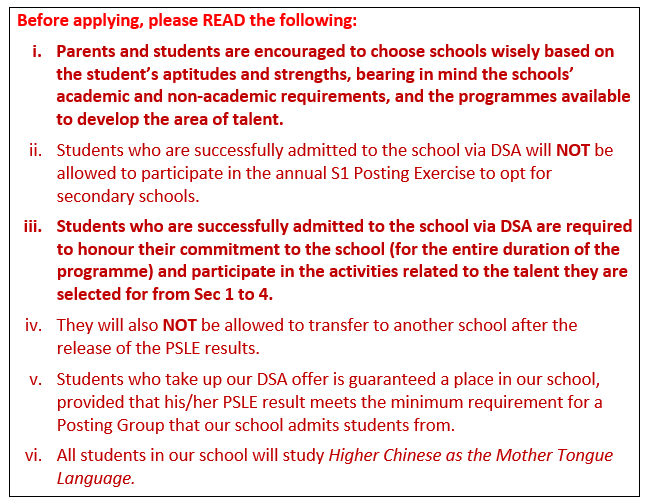 Before applying, please READ the following:
i. Parents and students are encouraged to choose schools wisely based on
the student’s aptitudes and strengths, bearing in mind the schools’
academic and non-academic requirements, and the programmes available
to develop the area of talent.
ii. Students who are successfully admitted to the school via DSA will NOT be
allowed to participate in the annual S1 Posting Exercise to opt for
secondary schools.
iii. Students who are successfully admitted to the school via DSA are required
to honour their commitment to the school (for the entire duration of the
programme) and participate in the activities related to the talent they are
selected for from Sec 1 to 4.
iv. They will also NOT be allowed to transfer to another school after the
release of the PSLE results.
v. Students who take up our DSA offer is guaranteed a place in our school,
provided that his/her PSLE result meets the minimum requirement for a
Posting Group that our school admits students from.
vi. All students in our school will study Higher Chinese as the Mother Tongue
Language.